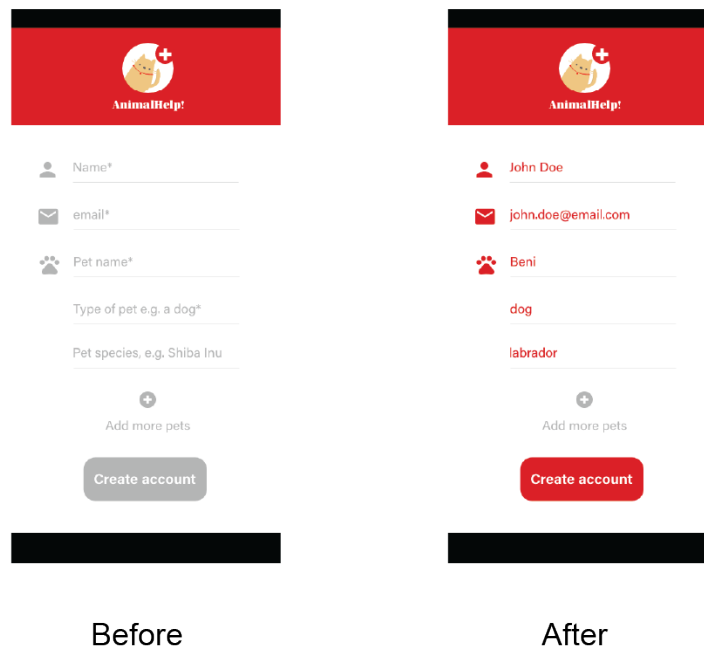 AnimalHelp!
Name*
email*
Pet name*
Type of pet e.g. a dog*
Pet species, e.g. Shiba Inu
Add more pets
Create account
Before
AnimalHelp!
John Doe
john.doe@email.com
Beni
dog
labrador
Add more pets
Create account
After